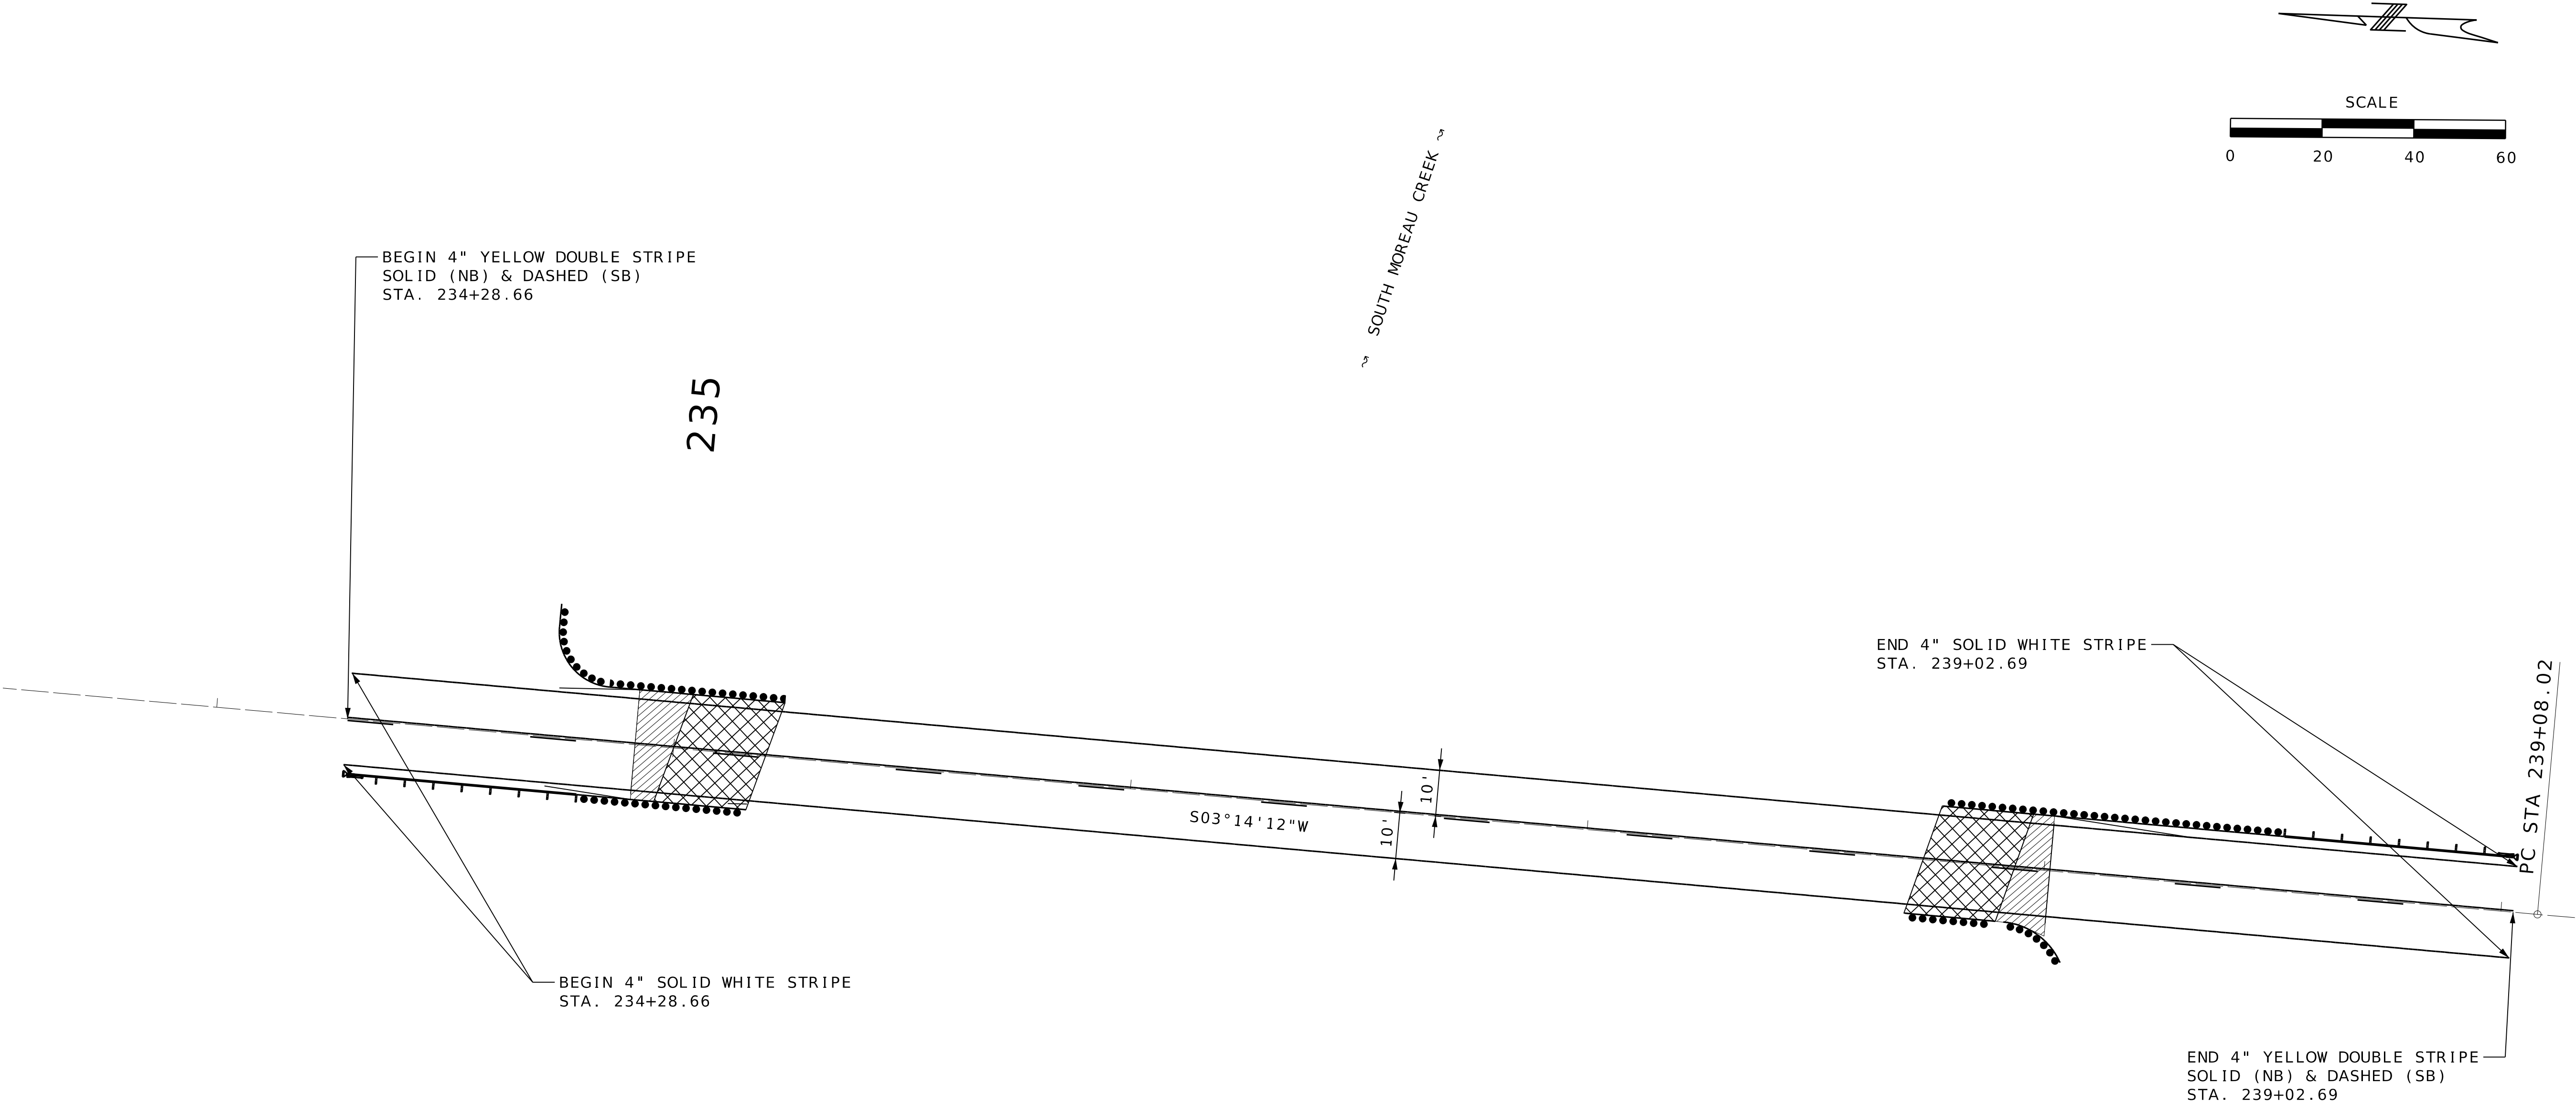 SCALE
0 20 40 60
SOUTH MOREAU CREEK
BEGIN 4" YELLOW DOUBLE STRIPE
SOLID (NB) & DASHED (SB)
STA. 234+28.66
235
END 4" SOLID WHITE STRIPE
STA. 239+02.69
PC STA 239+08.02
10'
10'
S03°14'12"W
BEGIN 4" SOLID WHITE STRIPE
STA. 234+28.66
END 4" YELLOW DOUBLE STRIPE
SOLID (NB) & DASHED (SB)
STA. 239+02.69